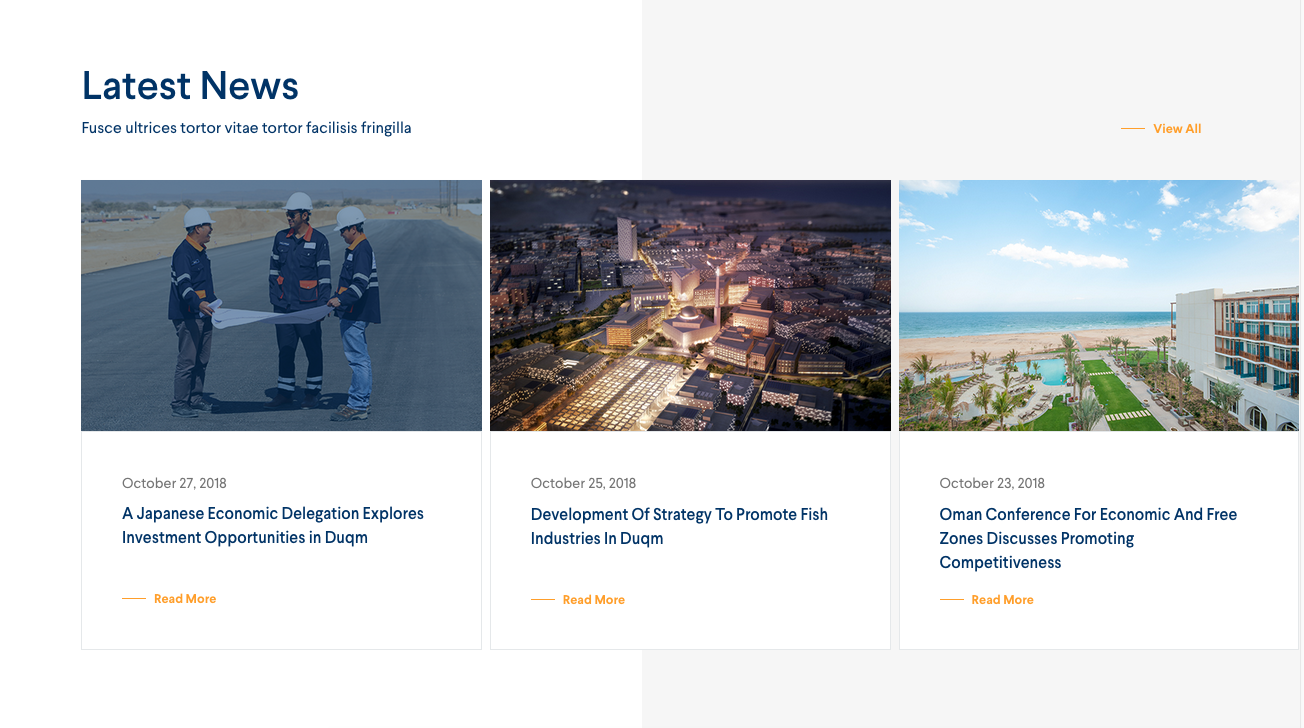 Latest News
Fusce ultrices tortor vitae tortor facilisis fringilla
View All
October 27, 2018
A Japanese Economic Delegation Explores
Investment Opportunities in Duqm
Read More
October 25, 2018
Development Of Strategy To Promote Fish
Industries In Duqm
Read More
October 23, 2018
Oman Conference For Economic And Free
Zones Discusses Promoting
Competitiveness
Read More